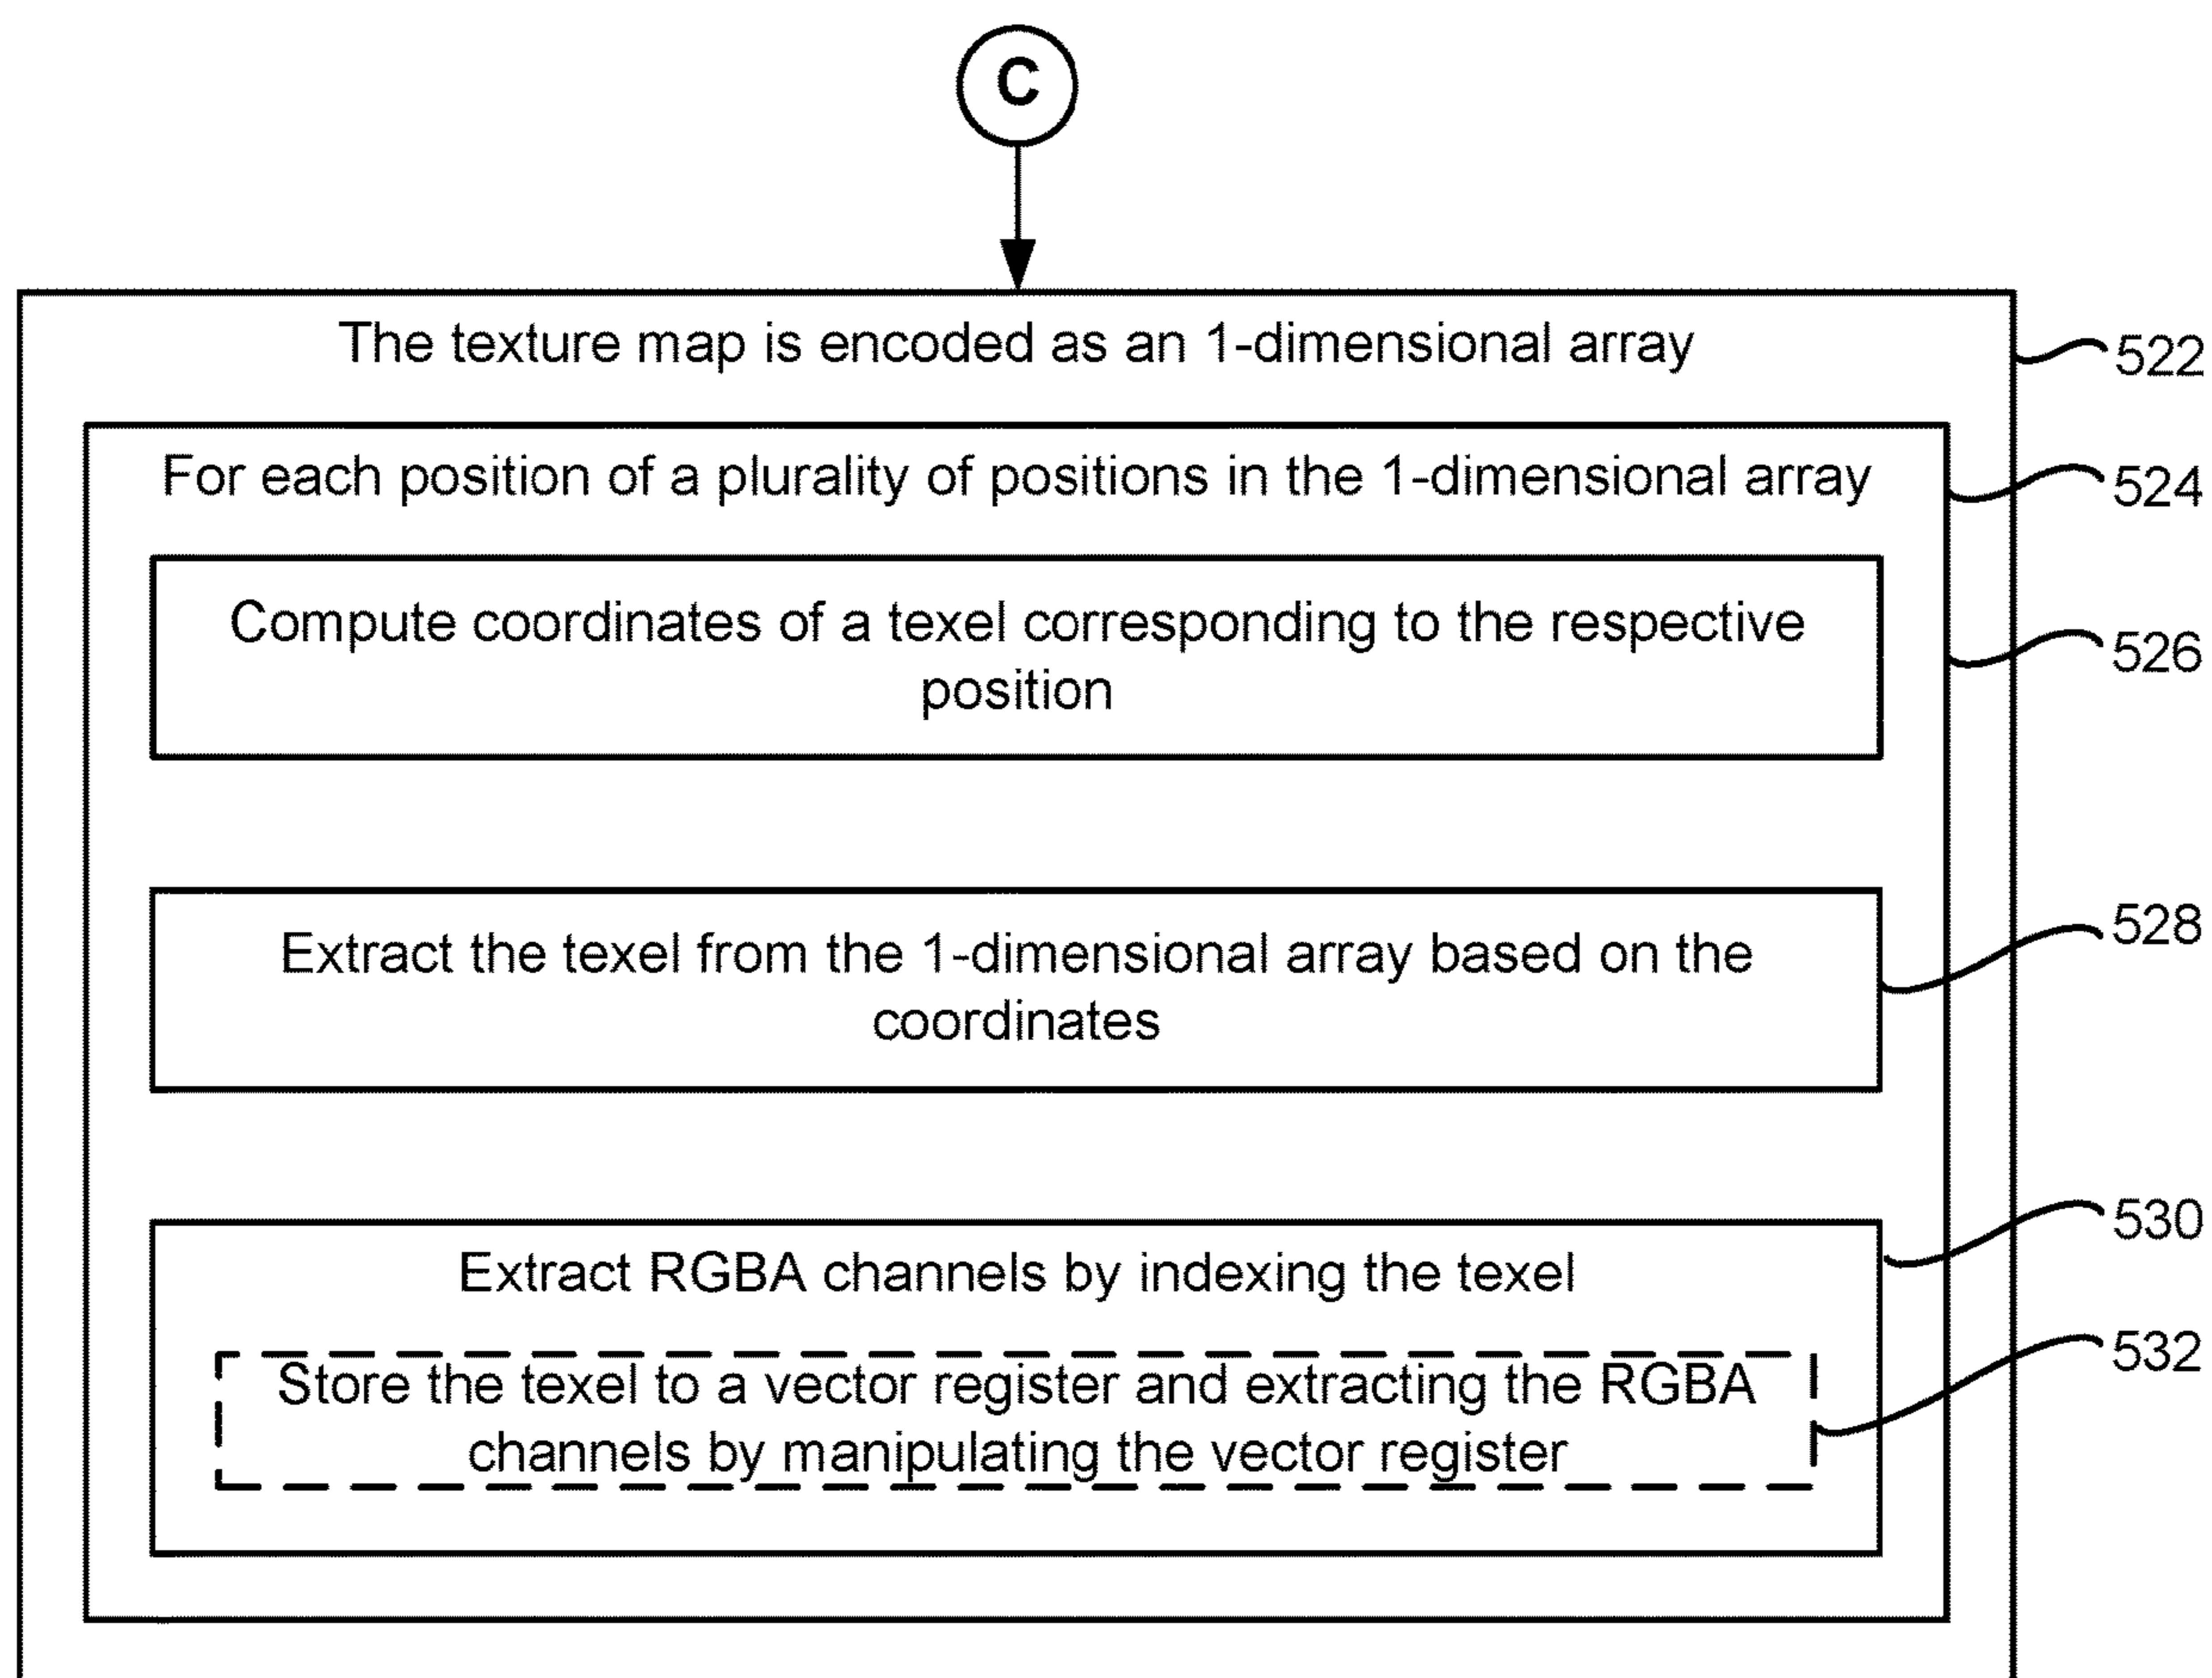 C
The texture map is encoded as an 1-dimensional array
522
For each position of a plurality of positions in the 1-dimensional array
524
Compute coordinates of a texel corresponding to the respective
position
526
Extract the texel from the 1-dimensional array based on the
coordinates
528
Extract RGBA channels by indexing the texel
530
Store the texel to a vector register and extracting the RGBA
channels by manipulating the vector register
532